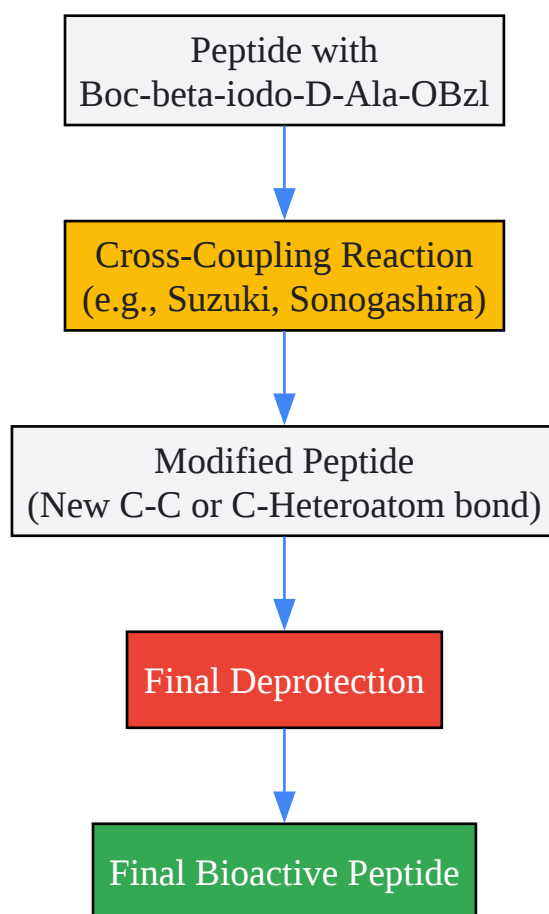 Peptide with
Boc-beta-iodo-D-Ala-OBzl
Cross-Coupling Reaction
(e.g., Suzuki, Sonogashira)
Modified Peptide
(New C-C or C-Heteroatom bond)
Final Deprotection
Final Bioactive Peptide